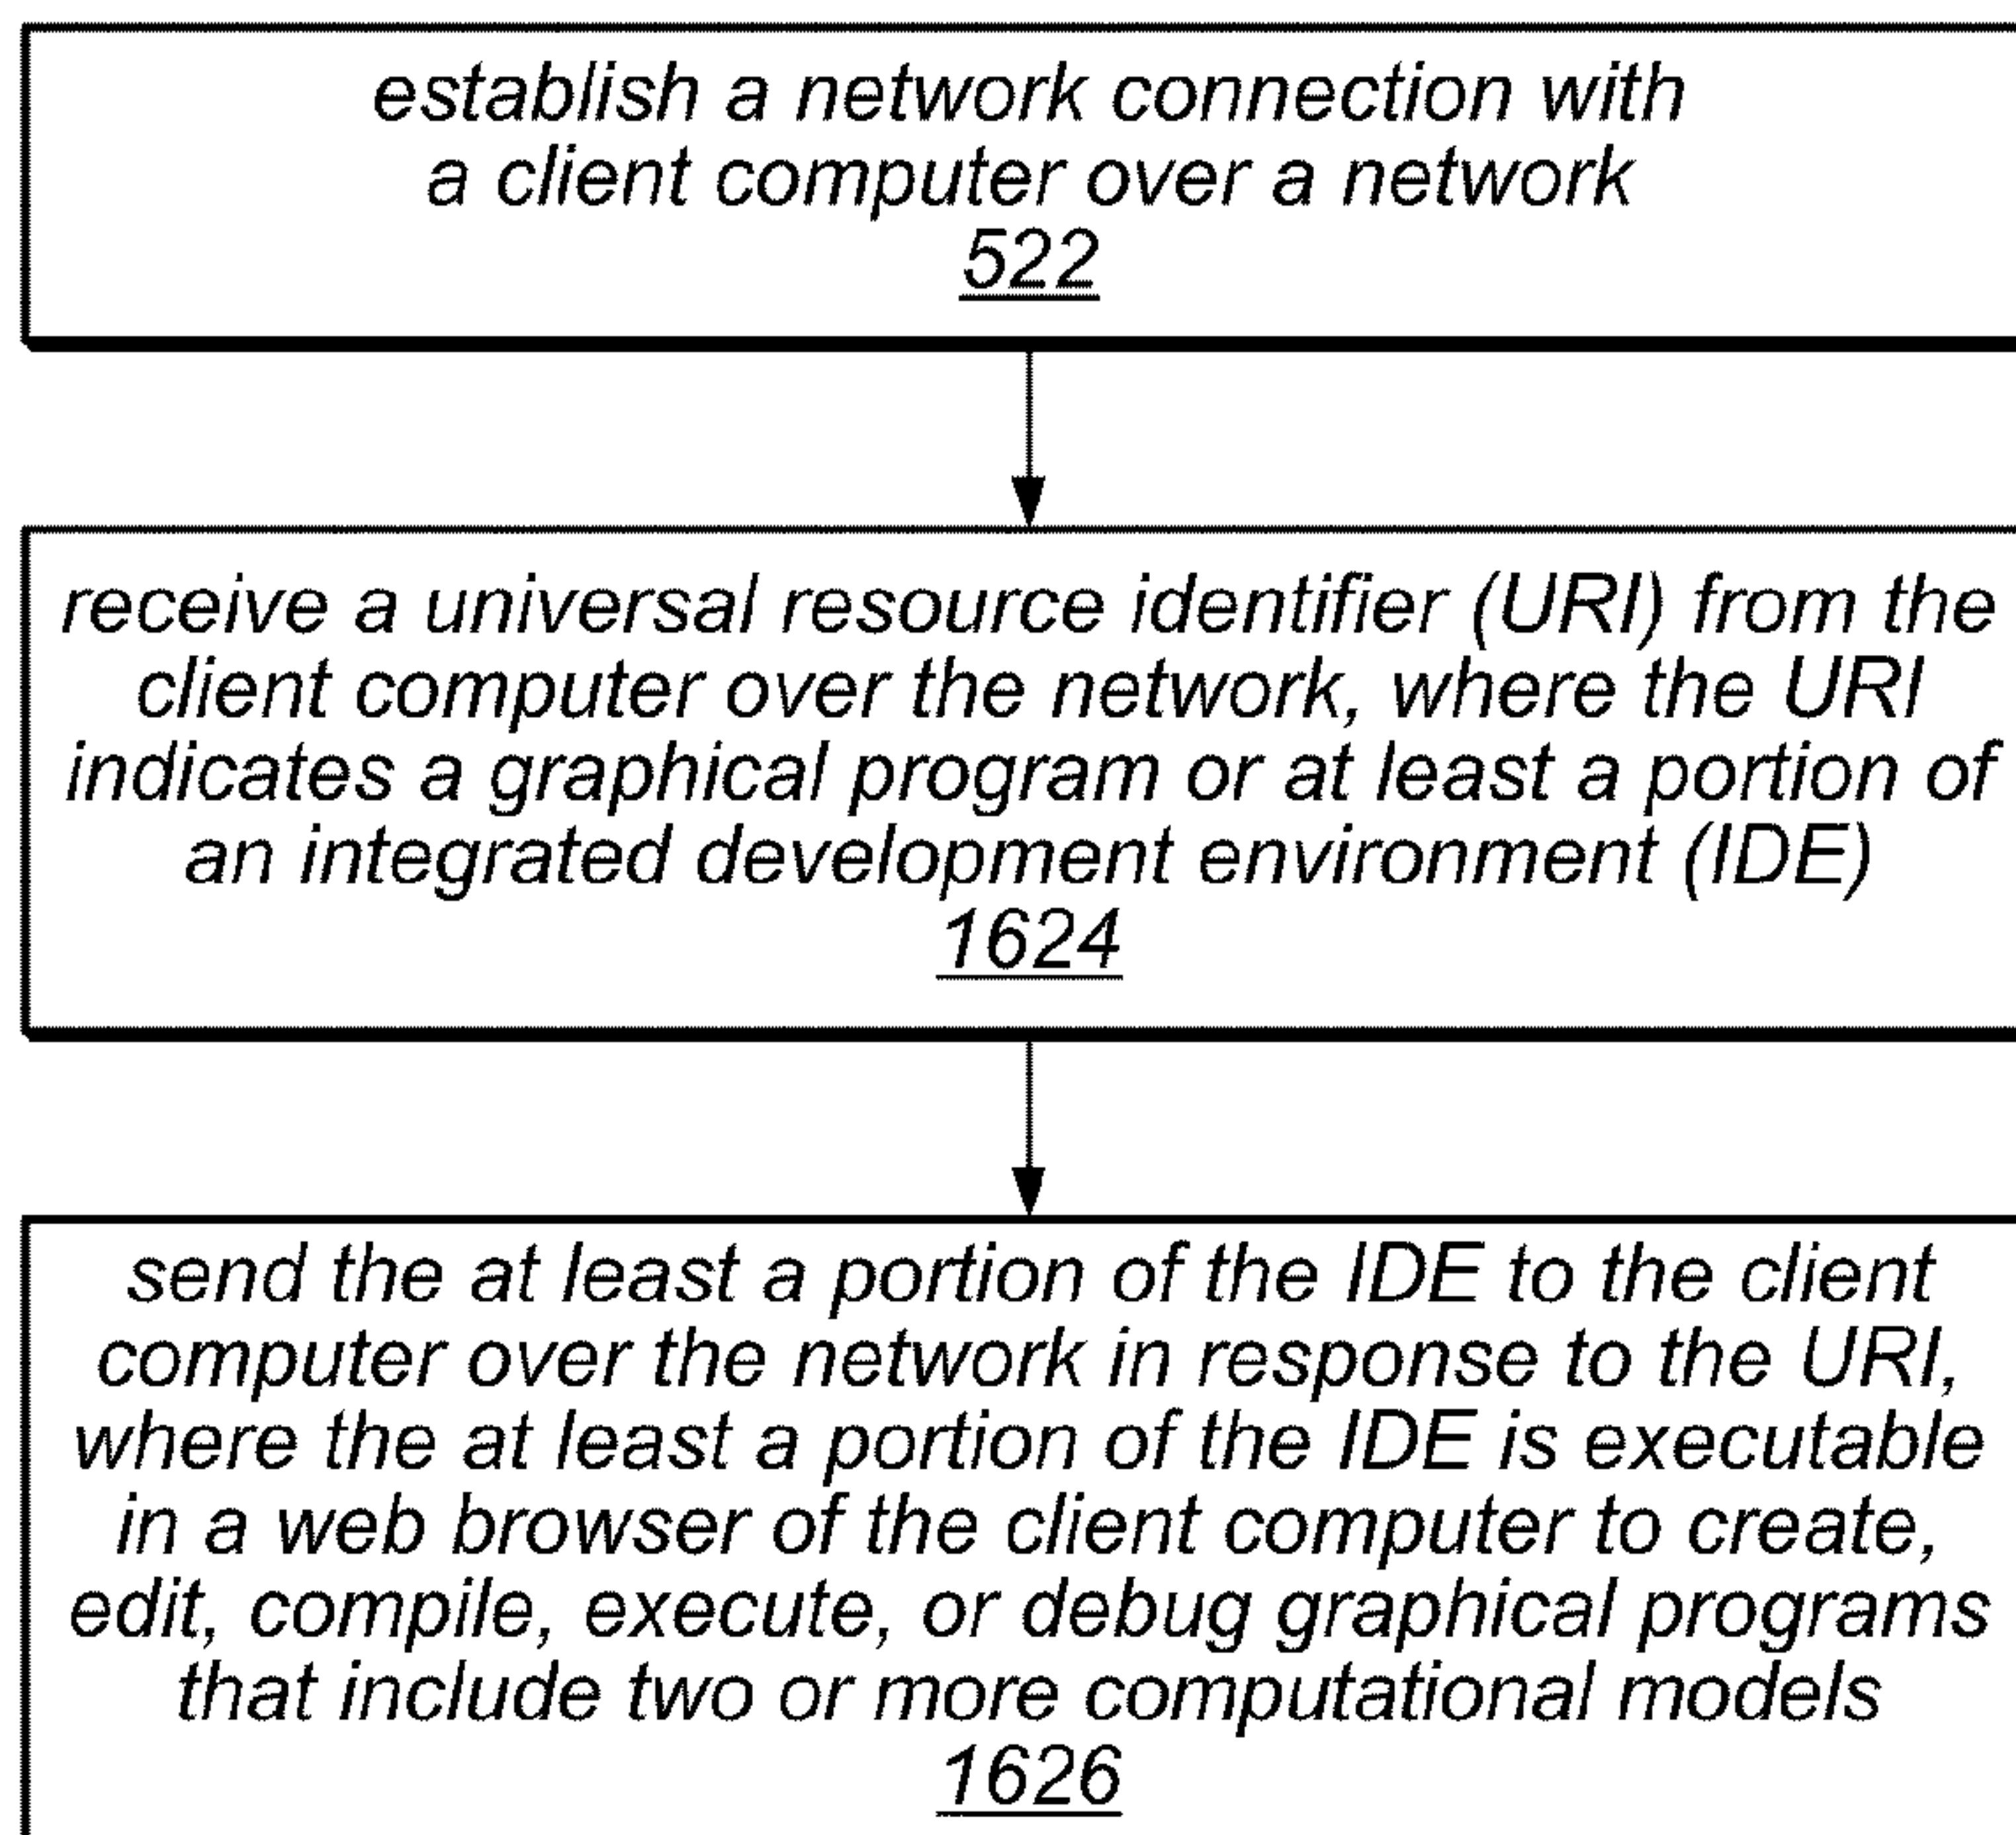 establish a network connection with
a client computer over a network
522
receive a universal resource identifier (URI) from the
client computer over the network, where the URI
indicates a graphical program or at least a portion of
an integrated development environment (IDE)
1624
send the at least a portion of the IDE to the client
computer over the network in response to the URI,
where the at least a portion of the IDE is executable
in a web browser of the client computer to create,
edit, compile, execute, or debug graphical programs
that include two or more computational models
1626